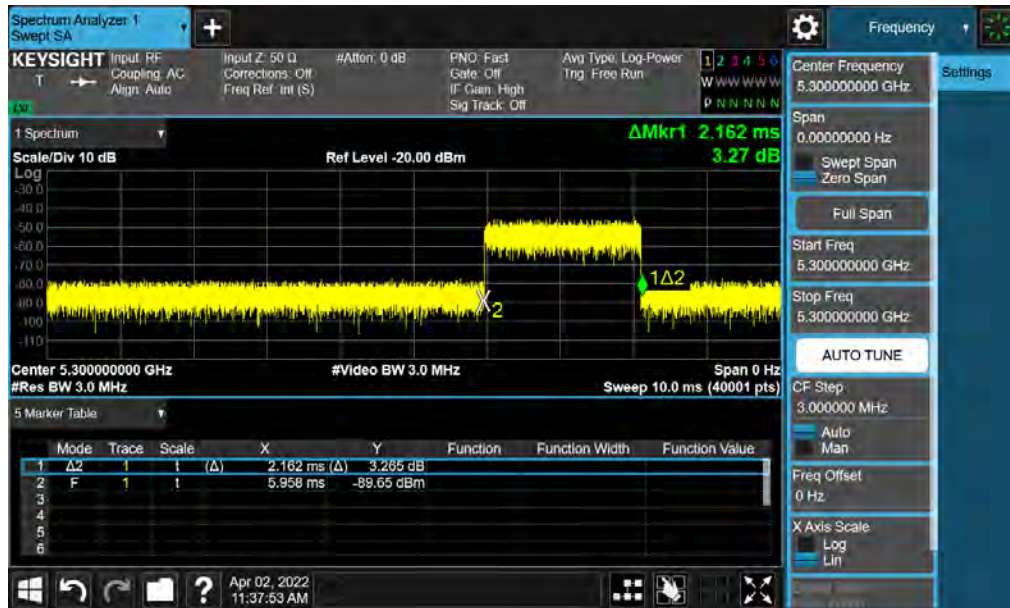 Spectrum Analyzer 1
Swept SA
Frequency
KEYSIGHT
T
Input: RF
Coupling: AC
Align: Auto
Input Z: 50 Ω
Corrections: Off
Freq Ref: Int (S)
#Atten: 0 dB
PNO: Fast
Gate: Off
IF Gain: High
Sig Track: Off
Avg Type: Log-Power
Trig: Free Run
1 2 3 4 5 6
W W W W W W
P N N N N N
Settings
1 Spectrum
ΔMkr1 2.162 ms
3.27 dB
Scale/Div 10 dB
Ref Level -20.00 dBm
Log
-30.0
-40.0
-50.0
-60.0
-70.0
-80.0
-90.0
-100
-110
1Δ2
X2
Center 5.300000000 GHz
#Video BW 3.0 MHz
Span 0 Hz
#Res BW 3.0 MHz
Sweep 10.0 ms (40001 pts)
5 Marker Table
Mode Trace Scale X Y Function Function Width Function Value
1 Δ2 1 t (Δ) 2.162 ms (Δ) 3.265 dB
2 F 1 t 5.958 ms -89.65 dBm
3
4
5
6
Center Frequency
5.300000000 GHz
Span
0.00000000 Hz
Swept Span
Zero Span
Full Span
Start Freq
5.300000000 GHz
Stop Freq
5.300000000 GHz
AUTO TUNE
CF Step
3.000000 MHz
Auto
Man
Freq Offset
0 Hz
X Axis Scale
Log
Lin
?
Apr 02, 2022
11:37:53 AM